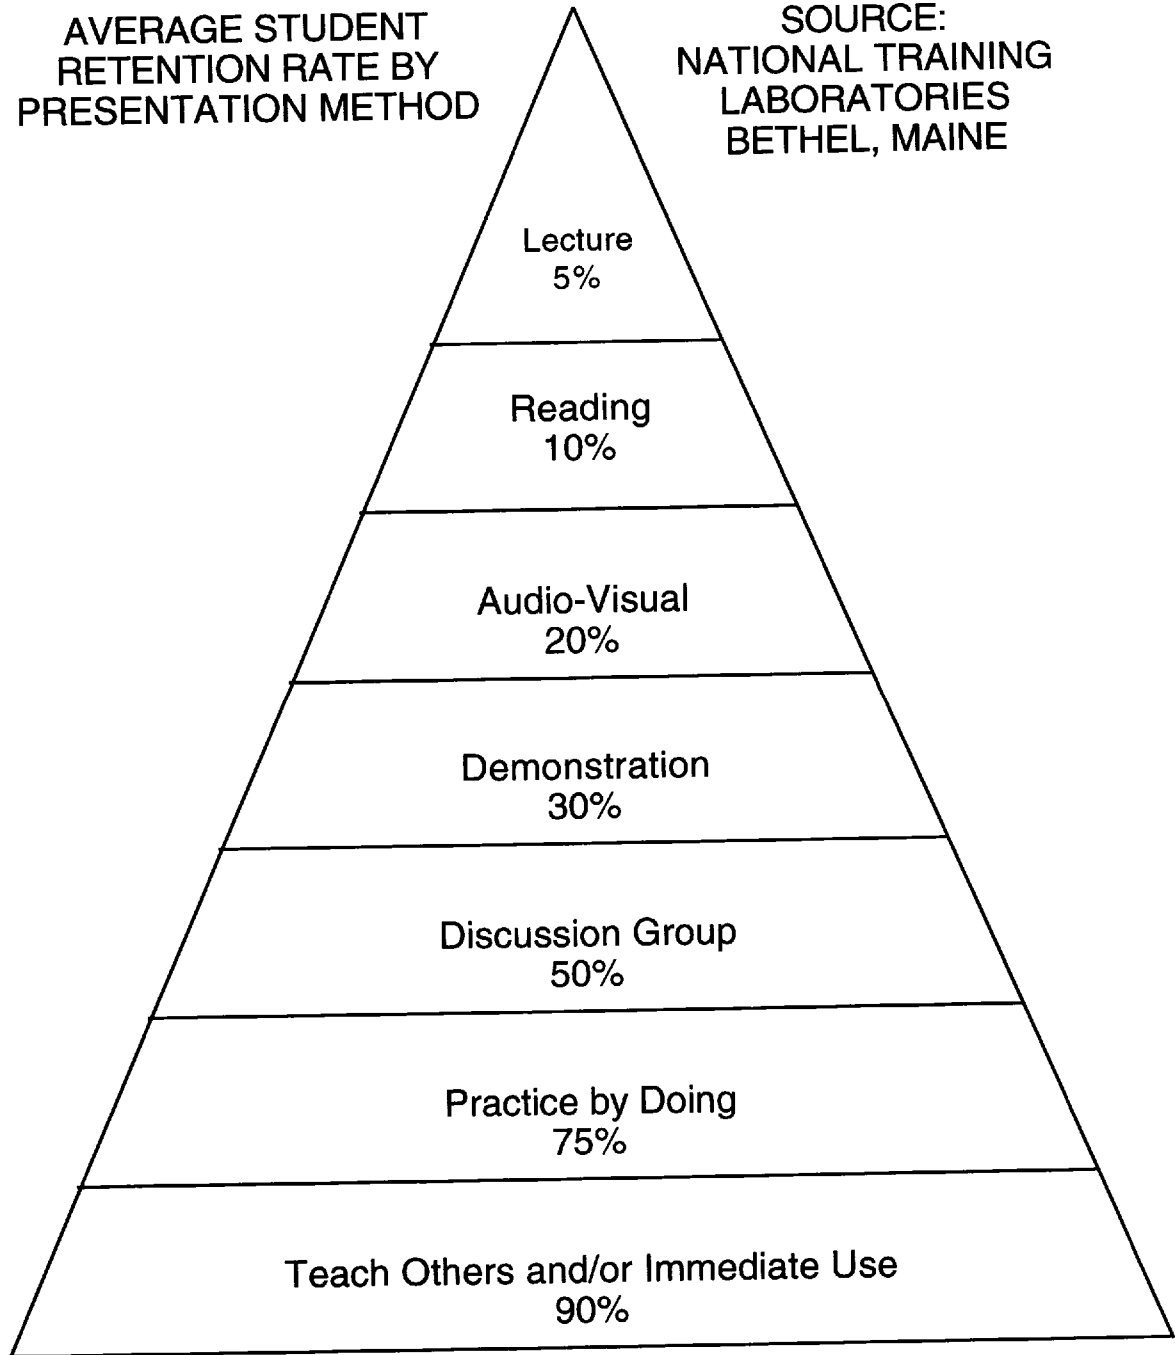 AVERAGE STUDENT
RETENTION RATE BY
PRESENTATION METHOD
SOURCE:
NATIONAL TRAINING
LABORATORIES
BETHEL, MAINE
Lecture
5%
Reading
10%
Audio-Visual
20%
Demonstration
30%
Discussion Group
50%
Practice by Doing
75%
Teach Others and/or Immediate Use
90%